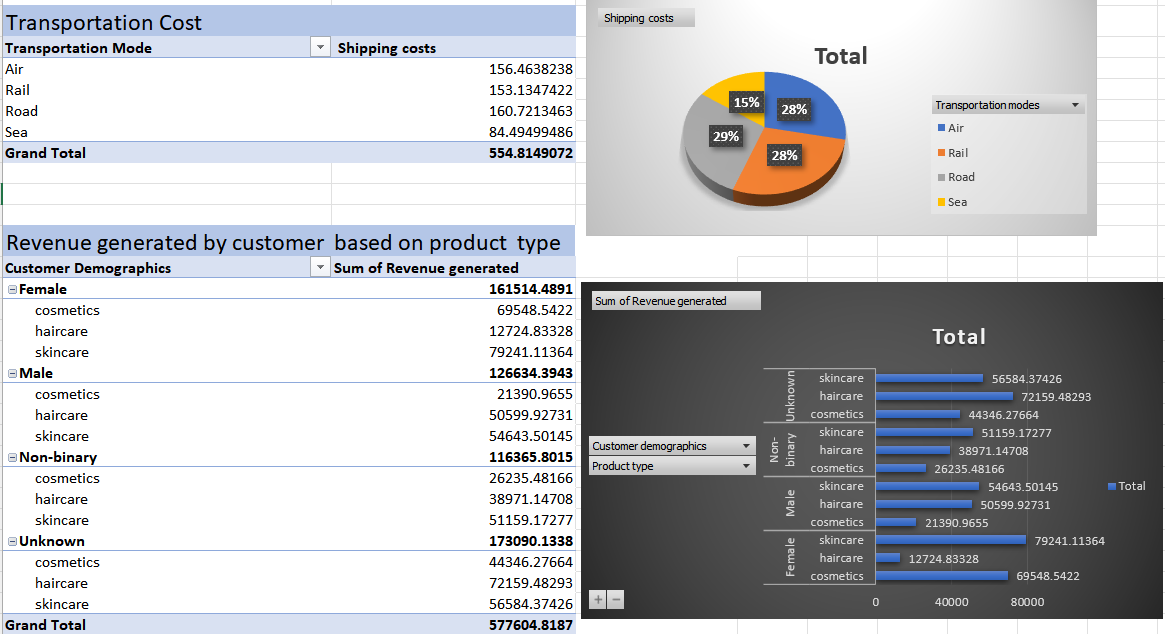 Transportation Cost
Transportation Mode Shipping costs
Air 156.4638238
Rail 153.1347422
Road 160.7213463
Sea 84.49499486
Grand Total 554.8149072
Shipping costs
Total
15% 28%
29%
28%
Transportation modes
Air
Rail
Road
Sea
Revenue generated by customer based on product type
Customer Demographics Sum of Revenue generated
Female 161514.4891
cosmetics 69548.5422
haircare 12724.83328
skincare 79241.11364
Male 126634.3943
cosmetics 21390.9655
haircare 50599.92731
skincare 54643.50145
Non-binary 116365.8015
cosmetics 26235.48166
haircare 38971.14708
skincare 51159.17277
Unknown 173090.1338
cosmetics 44346.27664
haircare 72159.48293
skincare 56584.37426
Grand Total 577604.8187
Sum of Revenue generated
Total
Customer demographics
Product type
Unknown
skincare 56584.37426
haircare 72159.48293
cosmetics 44346.27664
Non-
binary
skincare 51159.17277
haircare 38971.14708
cosmetics 26235.48166
Male
skincare 54643.50145
haircare 50599.92731
cosmetics 21390.9655
Female
skincare 79241.11364
haircare 12724.83328
cosmetics 69548.5422
0 40000 80000
Total